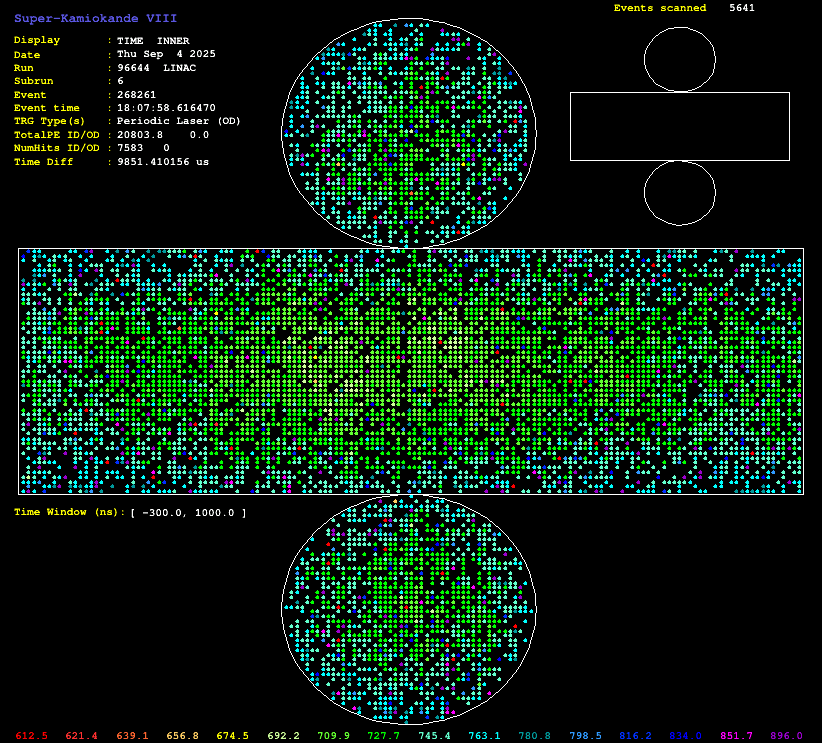 Super-Kamiokande VIII
Events scanned 5641
Display : TIME INNER
Date : Thu Sep 4 2025
Run : 96644 LINAC
Subrun : 6
Event : 268261
Event time : 18:07:58.616470
TRG Type(s) : Periodic Laser (OD)
TotalPE ID/OD : 20803.8 0.0
NumHits ID/OD : 7583 0
Time Diff : 9851.410156 us
Time Window (ns): [ -300.0, 1000.0 ]
612.5 621.4 639.1 656.8 674.5 692.2 709.9 727.7 745.4 763.1 780.8 798.5 816.2 834.0 851.7 896.0